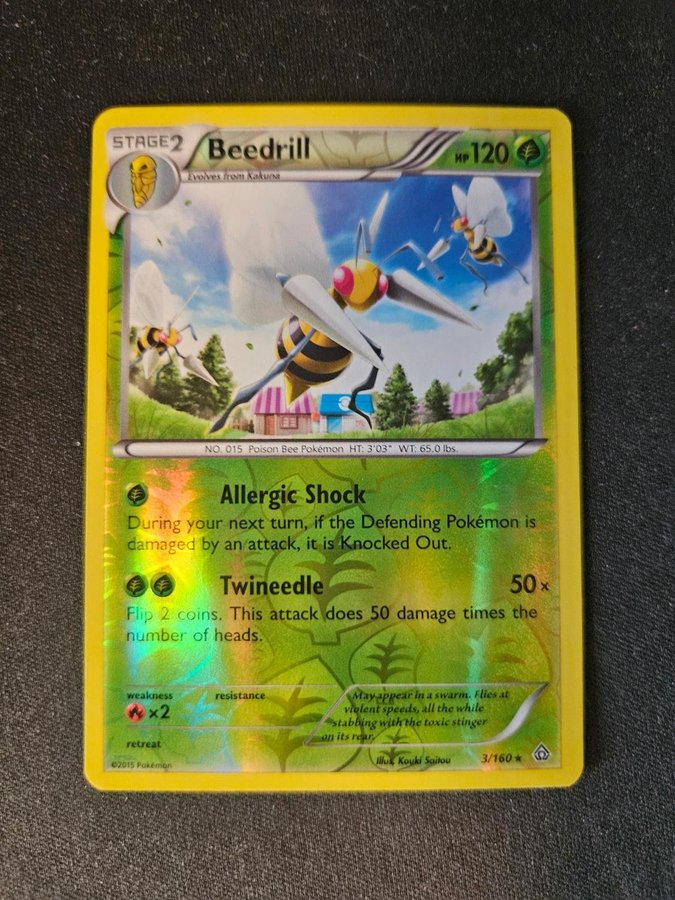 STAGE2 Beedrill HP120
Evolves from Kakuna
NO. 015 Poison Bee Pokémon HT: 3'03" WT: 65.0 lbs.
Allergic Shock
During your next turn, if the Defending Pokémon is
damaged by an attack, it is Knocked Out.
Twineedle 50×
Flip 2 coins. This attack does 50 damage times the
number of heads.
weakness resistance
×2
retreat
May appear in a swarm. Flies at
violent speeds, all the while
stabbing with the toxic stinger
on its rear.
©2015 Pokémon Illus. Kouki Saitou 3/160 ★